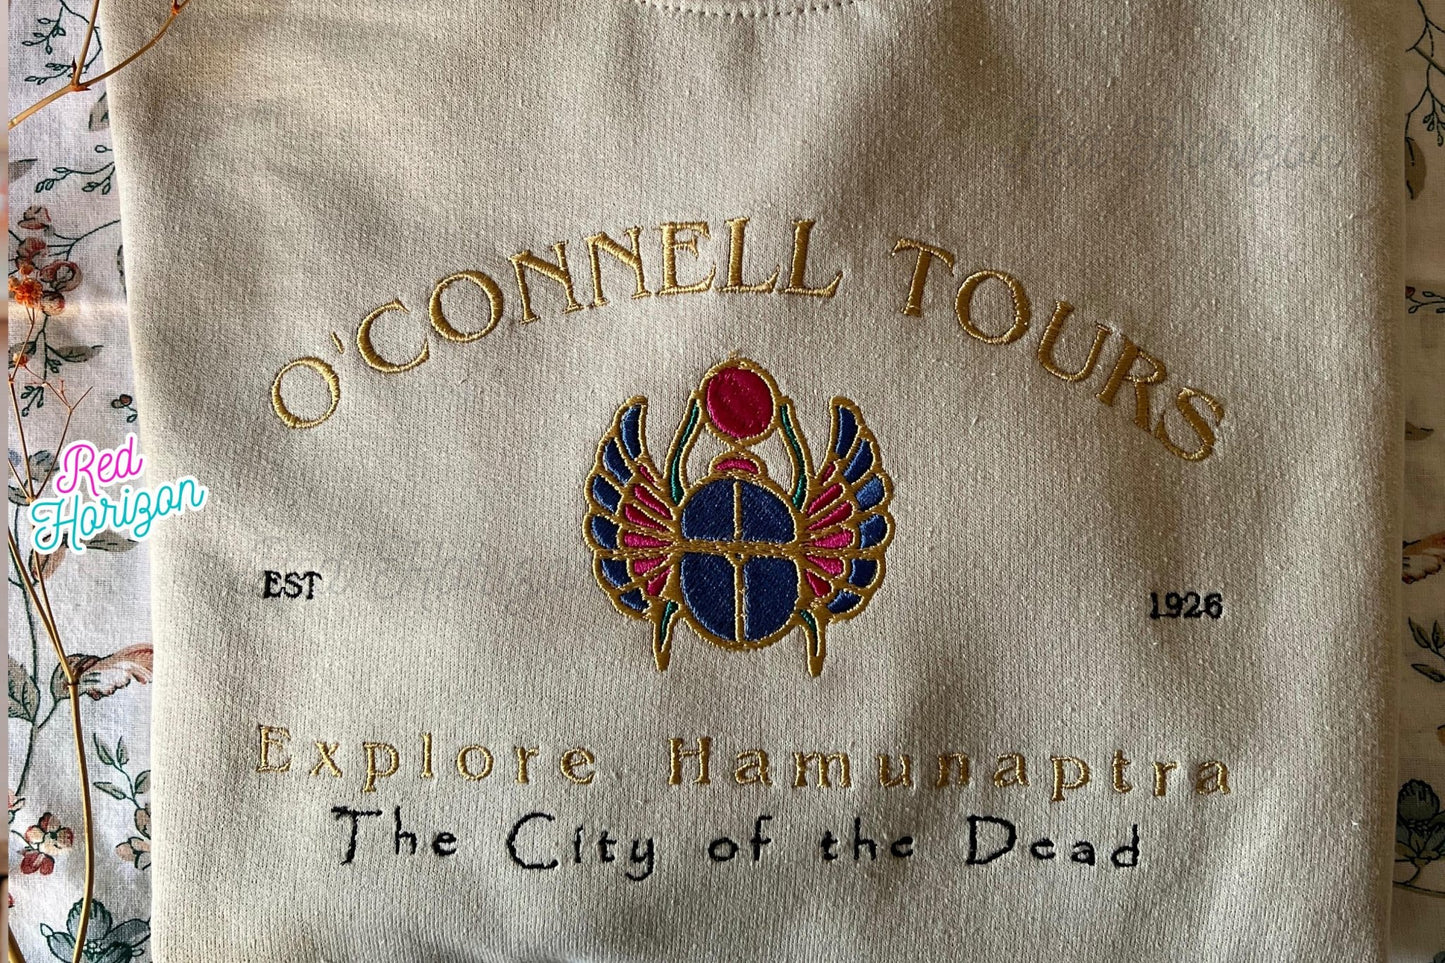 O'CONNELL TOURS
Red
Horizon
EST
1926
Explore Hamunaptra
The City of the Dead